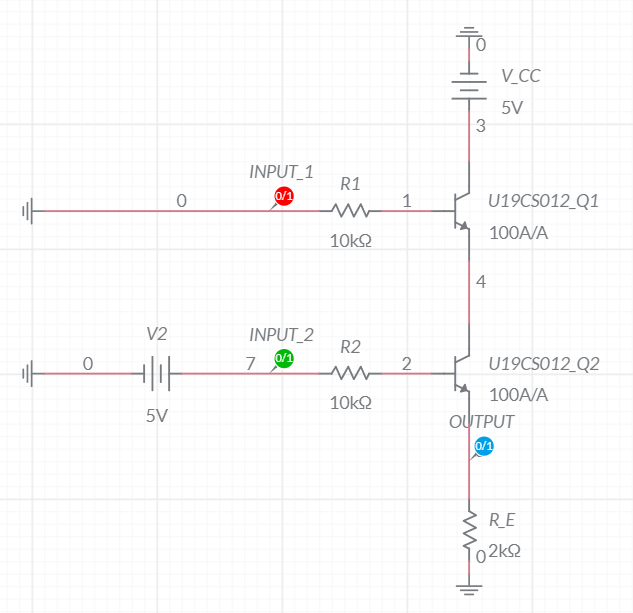 0
V_CC
5V
3
INPUT_1
0/1
R1
0
1
U19CS012_Q1
10kΩ
100A/A
4
V2
INPUT_2
0/1
R2
0
7
2
U19CS012_Q2
5V
10kΩ
100A/A
OUTPUT
0/1
R_E
0
2kΩ